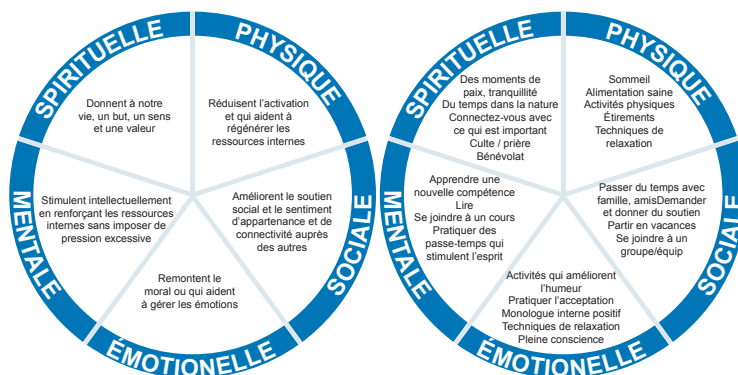 SPIRITUELLE
PHYSIQUE
Donnent à notre
vie, un but, un sens
et une valeur
Réduisent l'activation
et qui aident à
régénérer les
ressources internes
MENTALE
Stimulent intellectuellement
en renforçant les ressources
internes sans imposer de
pression excessive
Améliorent le soutien
social et le sentiment
d'appartenance et de
connectivité auprès
des autres
SOCIALE
Remontent le
moral ou qui aident
à gérer les émotions
ÉMOTIONELLE
SPIRITUELLE
PHYSIQUE
Des moments de
paix, tranquillité
Du temps dans la nature
Connectez-vous avec
ce qui est important
Culte / prière
Bénévolat
Sommeil
Alimentation saine
Activités physiques
Étirements
Techniques de
relaxation
MENTALE
Apprendre une
nouvelle compétence
Lire
Se joindre à un cours
Pratiquer des
passe-temps qui
stimulent l'esprit
Passer du temps avec
famille, amisDemander
et donner du soutien
Partir en vacances
Se joindre à un
groupe/équip
SOCIALE
Activités qui améliorent
l'humeur
Pratiquer l'acceptation
Monologue interne positif
Techniques de relaxation
Pleine conscience
ÉMOTIONELLE